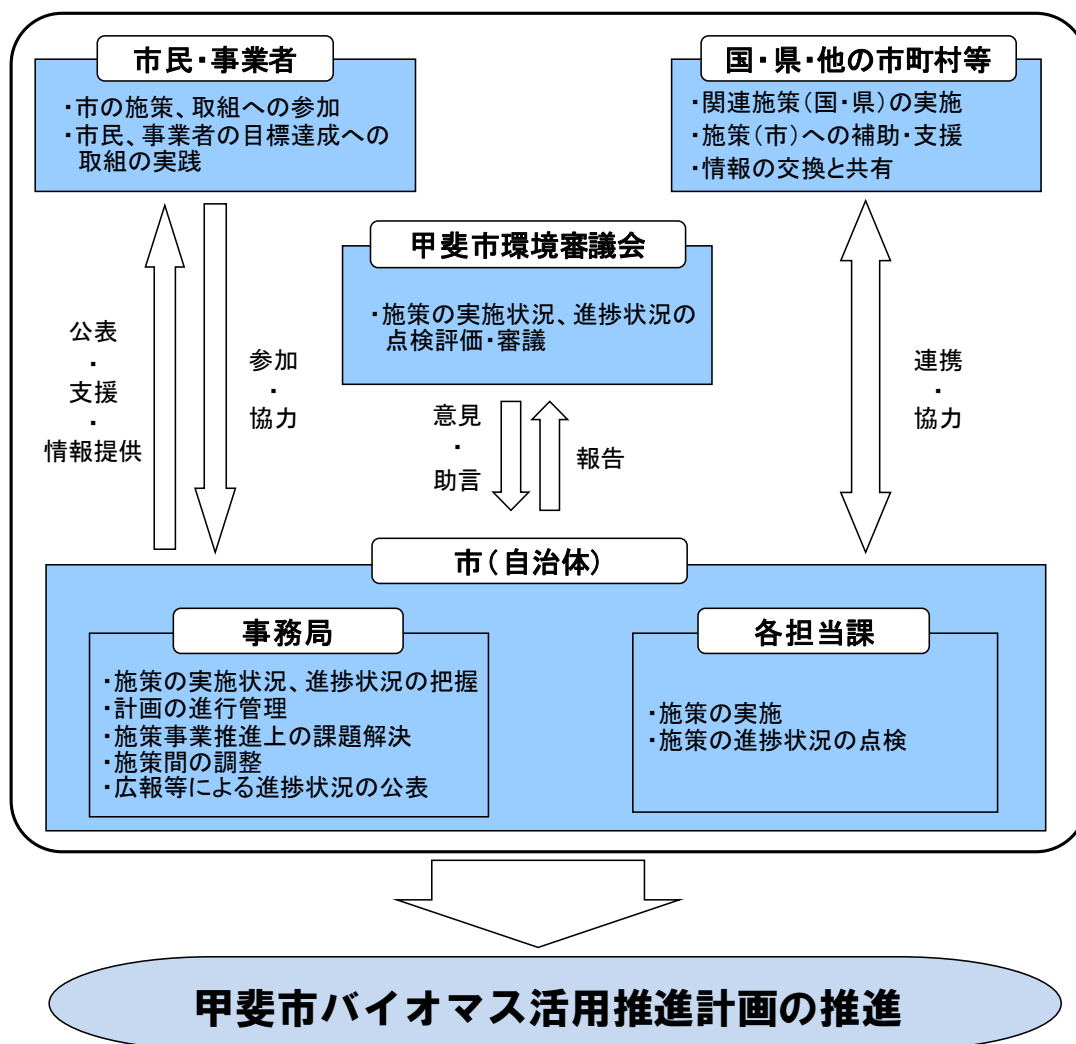 市民・事業者
・市の施策、取組への参加
・市民、事業者の目標達成への
取組の実践
国・県・他の市町村等
・関連施策(国・県)の実施
・施策(市)への補助・支援
・情報の交換と共有
甲斐市環境審議会
・施策の実施状況、進捗状況の
点検評価・審議
公表
・
支援
・
情報提供
参加
・
協力
意見
・
助言
報告
連携
・
協力
市(自治体)
事務局
・施策の実施状況、進捗状況の把握
・計画の進行管理
・施策事業推進上の課題解決
・施策間の調整
・広報等による進捗状況の公表
各担当課
・施策の実施
・施策の進捗状況の点検
甲斐市バイオマス活用推進計画の推進